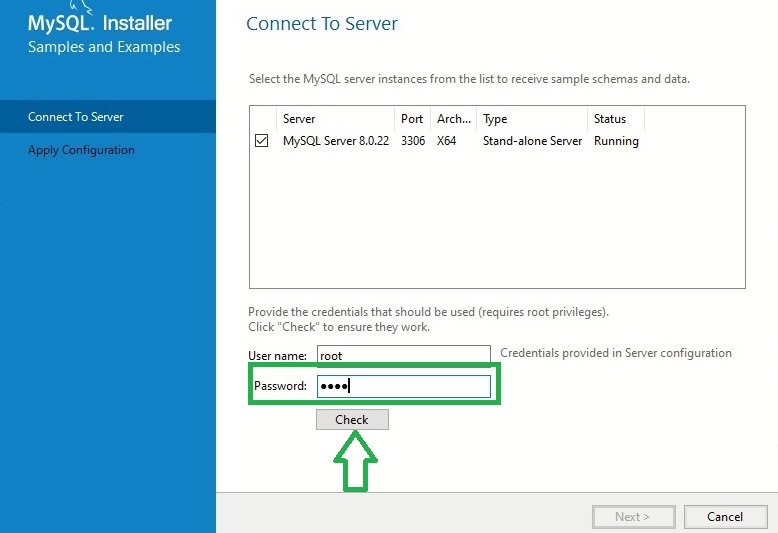 MySQL. Installer
Samples and Examples
Connect To Server
Apply Configuration
Connect To Server
Select the MySQL server instances from the list to receive sample schemas and data.
Server Port Arch... Type Status
MySQL Server 8.0.22 3306 X64 Stand-alone Server Running
Provide the credentials that should be used (requires root privileges).
Click "Check" to ensure they work.
User name: root Credentials provided in Server configuration
Password: ●●●●
Check
Next > Cancel